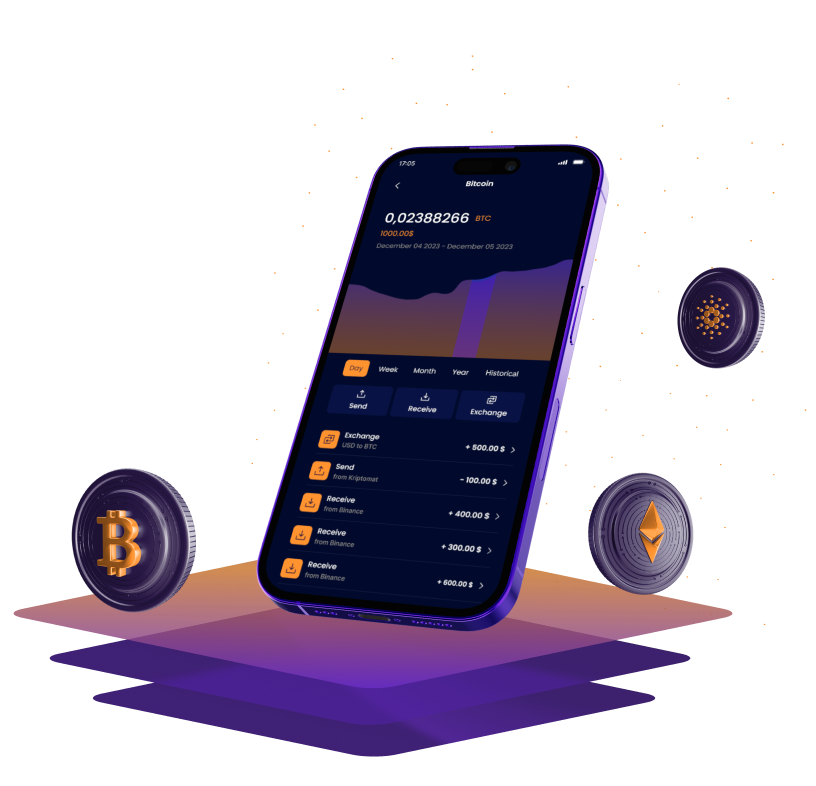 17:05
Bitcoin
0,02388266 BTC
1000.00$
December 04 2023 - December 05 2023
Day Week Month Year Historical
Send Receive Exchange
Exchange
USD to BTC
+ 500.00 $
Send
from Kriptomat
- 100.00 $
Receive
from Binance
+ 400.00 $
Receive
from Binance
+ 300.00 $
Receive
from Binance
+ 600.00 $